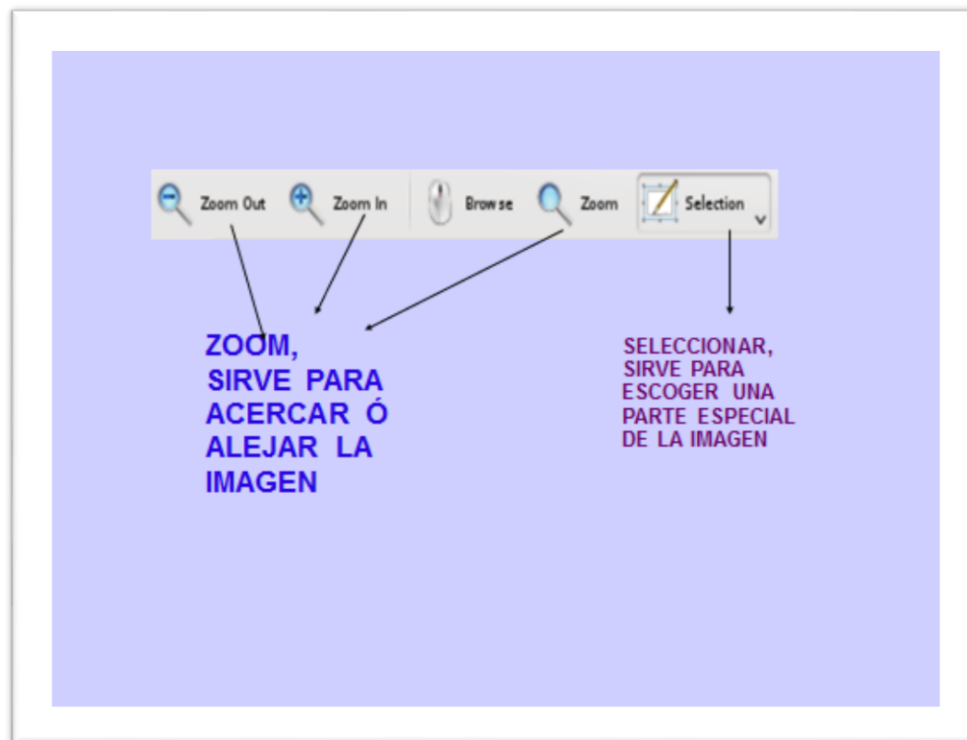 Zoom Out Zoom In Browse Zoom Selection
ZOOM,
SIRVE PARA
ACERCAR Ó
ALEJAR LA
IMAGEN
SELECCIONAR,
SIRVE PARA
ESCOGER UNA
PARTE ESPECIAL
DE LA IMAGEN